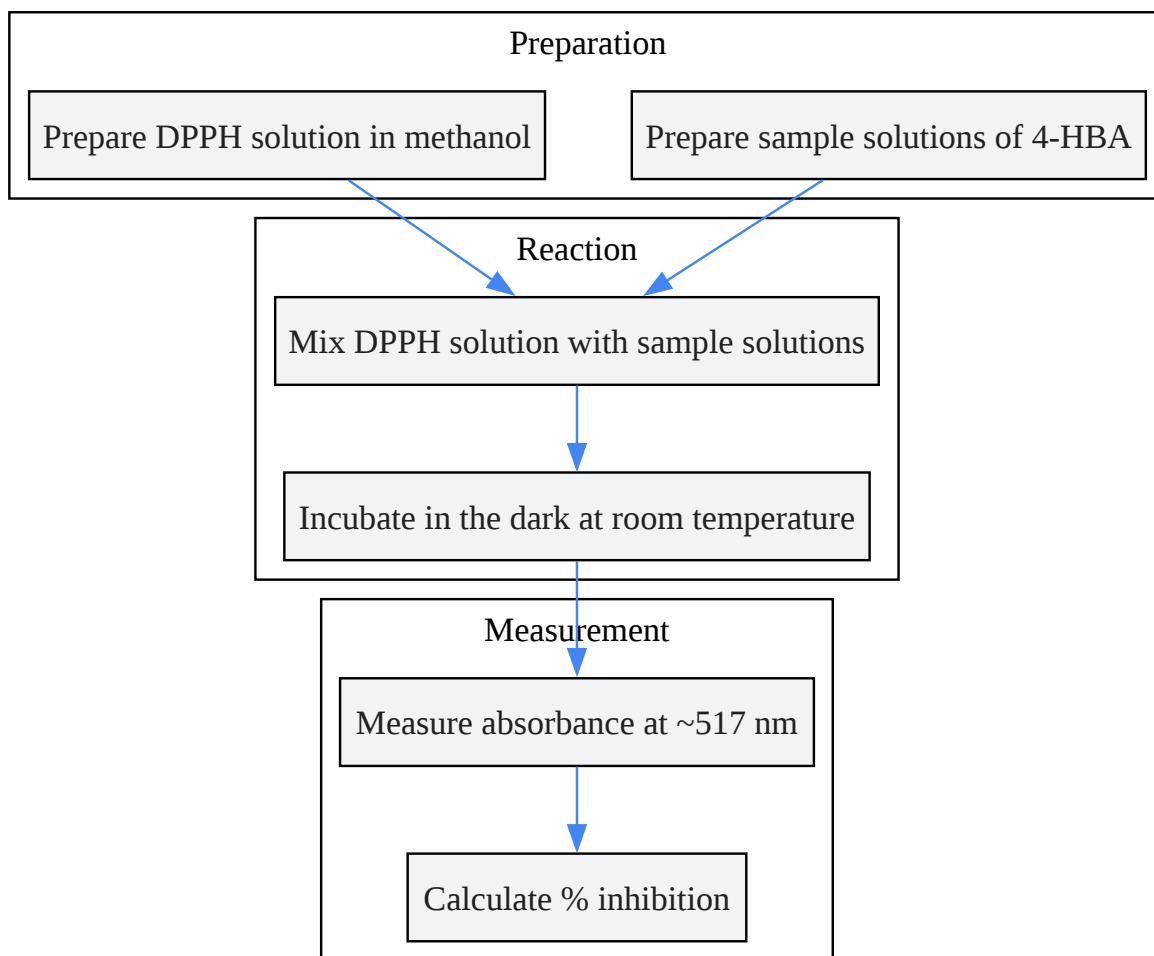 Preparation
Prepare DPPH solution in methanol
Prepare sample solutions of 4-HBA
Reaction
Mix DPPH solution with sample solutions
Incubate in the dark at room temperature
Measurement
Measure absorbance at ~517 nm
Calculate % inhibition